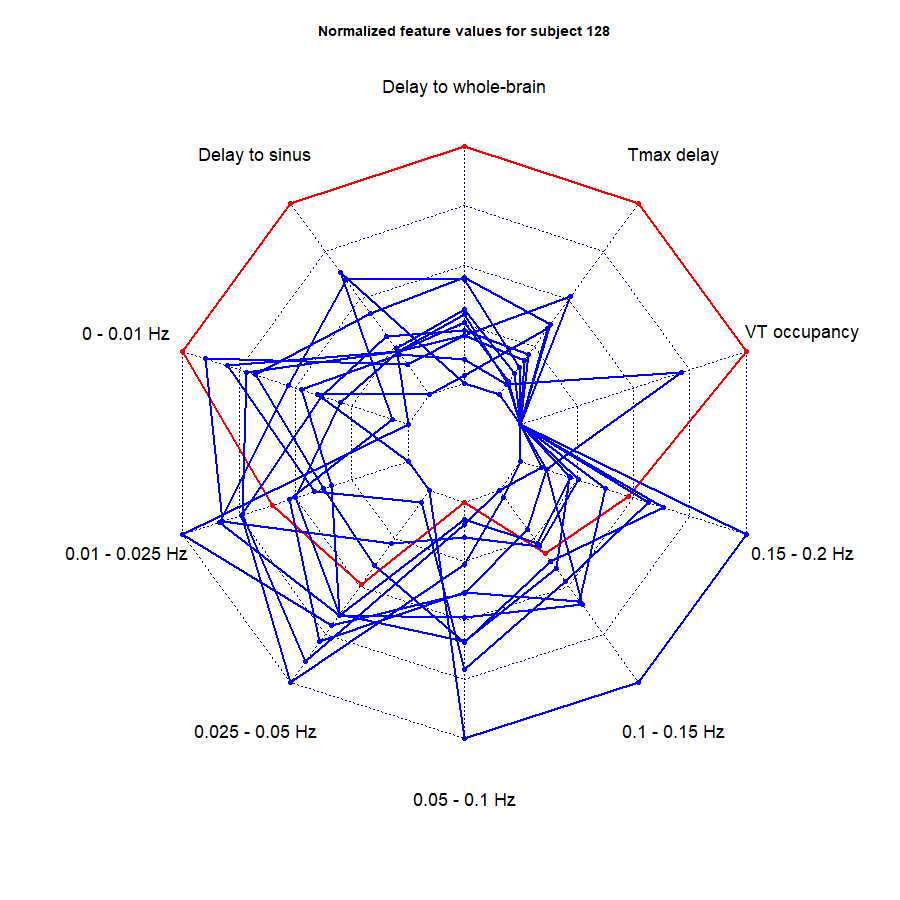 Normalized feature values for subject 128
Delay to whole-brain
Delay to sinus
Tmax delay
0 - 0.01 Hz
VT occupancy
0.01 - 0.025 Hz
0.15 - 0.2 Hz
0.025 - 0.05 Hz
0.1 - 0.15 Hz
0.05 - 0.1 Hz